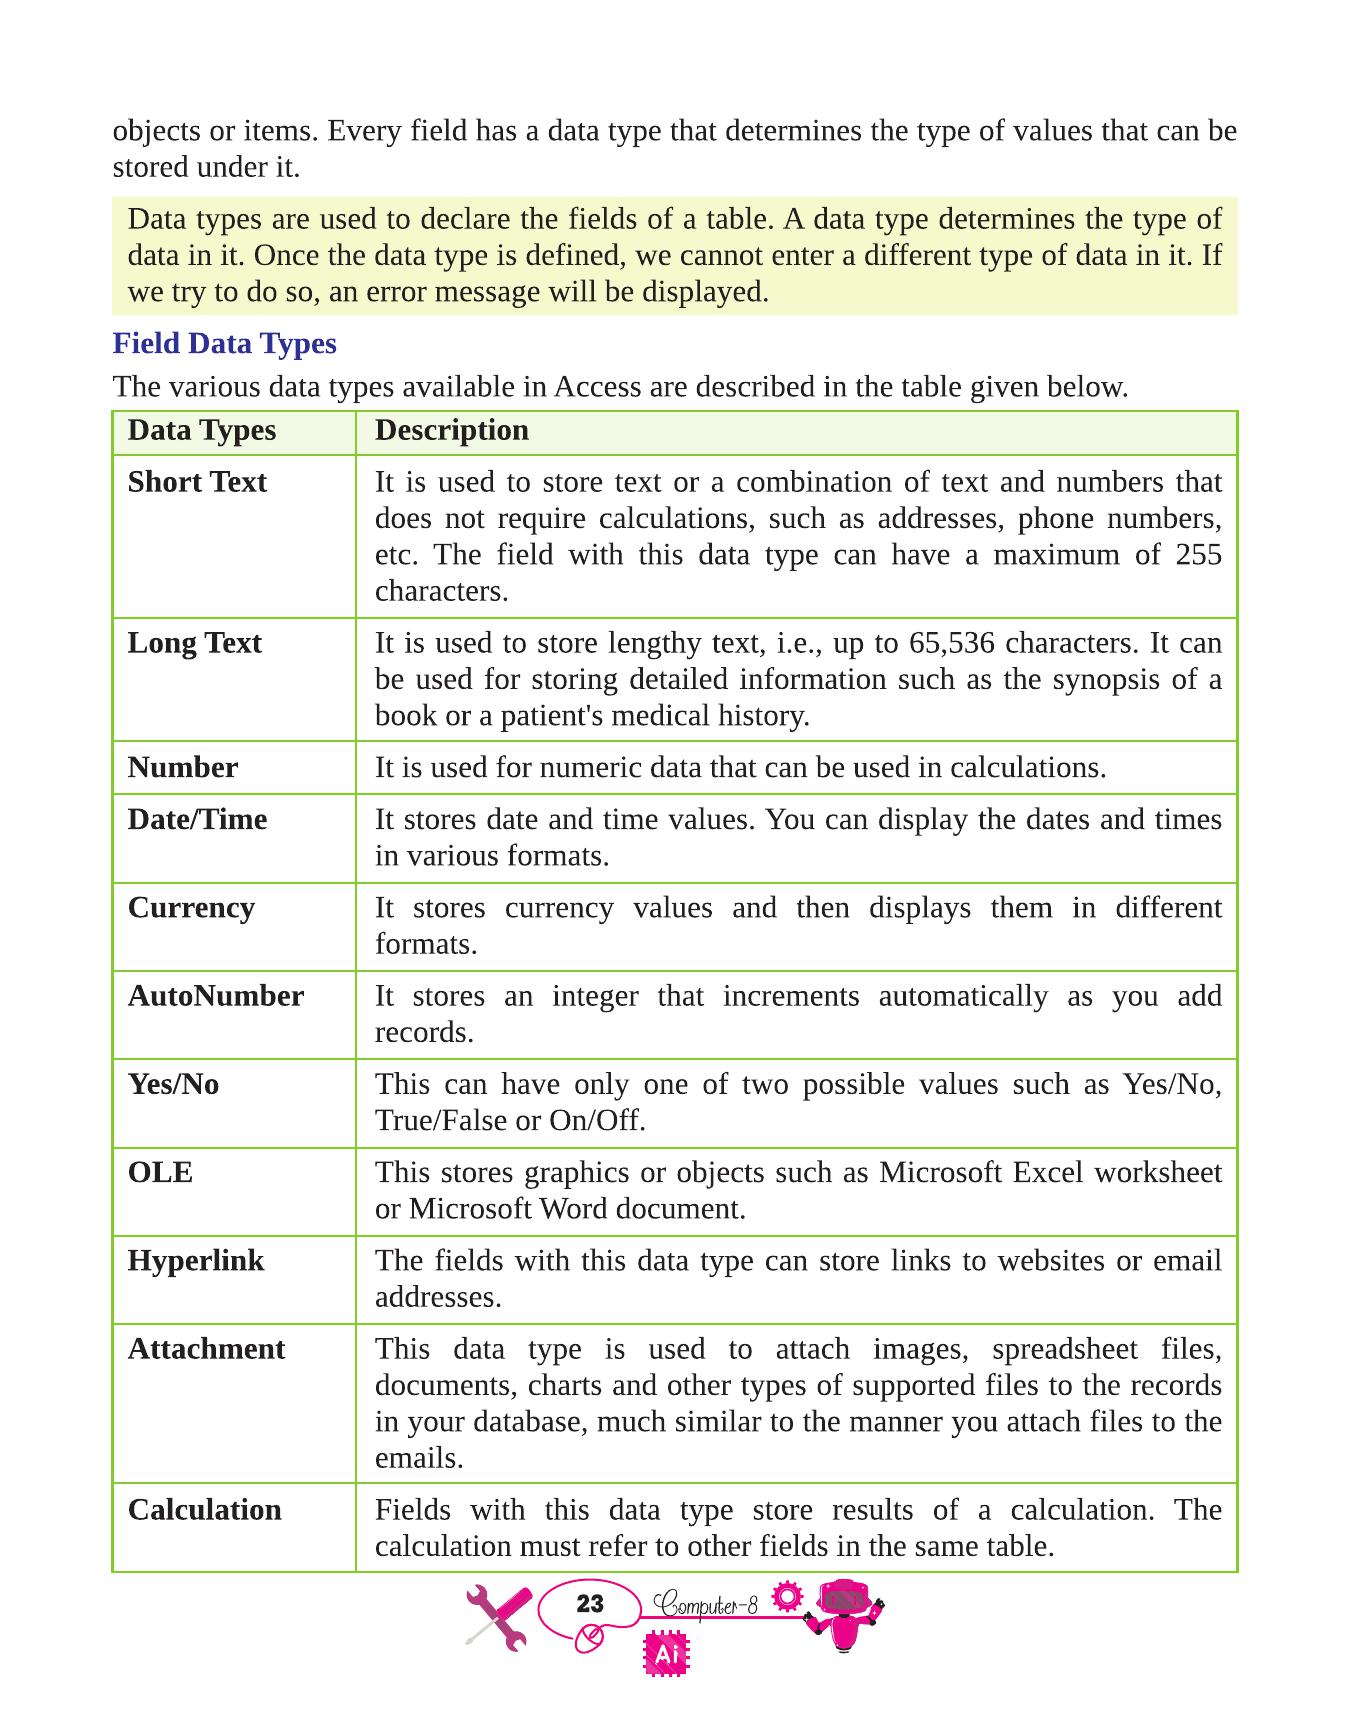 objects or items. Every field has a data type that determines the type of values that can be
stored under it.
Data types are used to declare the fields of a table. A data type determines the type of
data in it. Once the data type is defined, we cannot enter a different type of data in it. If
we try to do so, an error message will be displayed.
Field Data Types
The various data types available in Access are described in the table given below.
Data Types Description
Short Text It is used to store text or a combination of text and numbers that
does not require calculations, such as addresses, phone numbers,
etc. The field with this data type can have a maximum of 255
characters.
Long Text It is used to store lengthy text, i.e., up to 65,536 characters. It can
be used for storing detailed information such as the synopsis of a
book or a patient's medical history.
Number It is used for numeric data that can be used in calculations.
Date/Time It stores date and time values. You can display the dates and times
in various formats.
Currency It stores currency values and then displays them in different
formats.
AutoNumber It stores an integer that increments automatically as you add
records.
Yes/No This can have only one of two possible values such as Yes/No,
True/False or On/Off.
OLE This stores graphics or objects such as Microsoft Excel worksheet
or Microsoft Word document.
Hyperlink The fields with this data type can store links to websites or email
addresses.
Attachment This data type is used to attach images, spreadsheet files,
documents, charts and other types of supported files to the records
in your database, much similar to the manner you attach files to the
emails.
Calculation Fields with this data type store results of a calculation. The
calculation must refer to other fields in the same table.
23 Computer-8
Ai